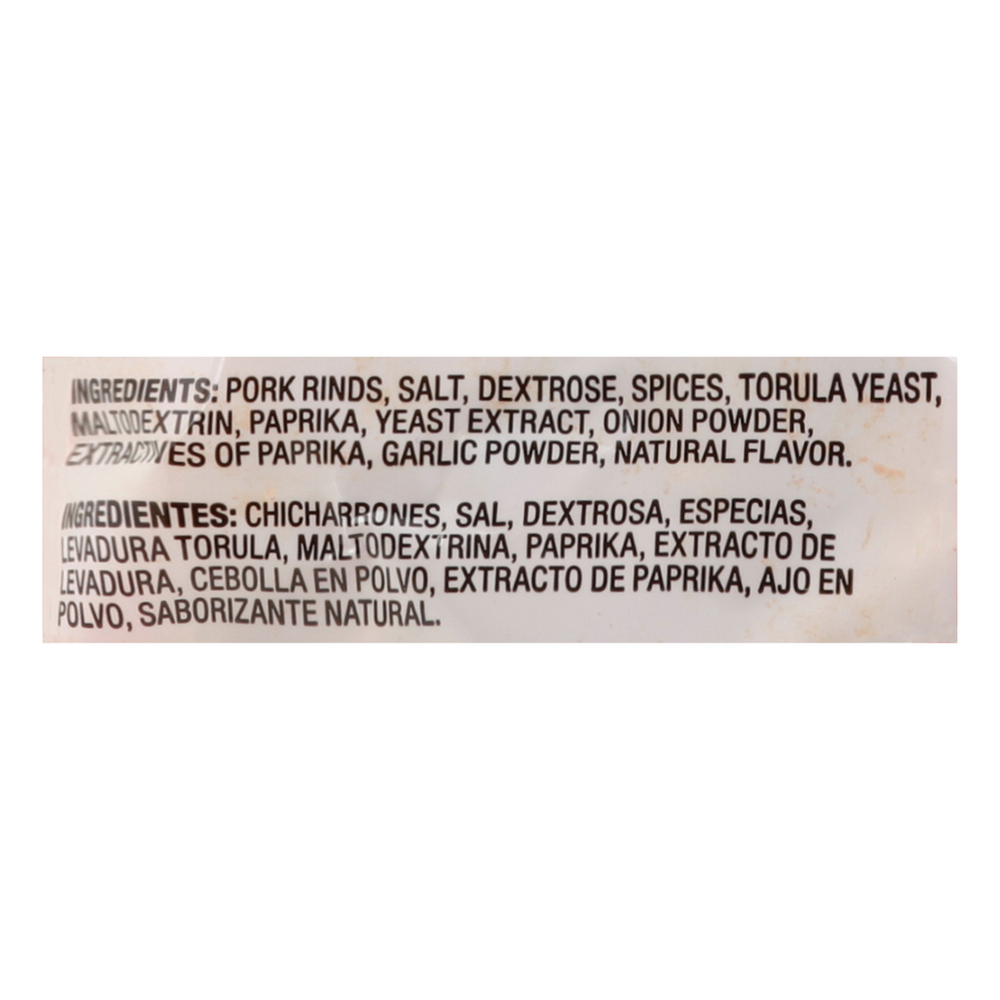 INGREDIENTS: PORK RINDS, SALT, DEXTROSE, SPICES, TORULA YEAST,
MALTODEXTRIN, PAPRIKA, YEAST EXTRACT, ONION POWDER,
EXTRACTIVES OF PAPRIKA, GARLIC POWDER, NATURAL FLAVOR.
INGREDIENTES: CHICHARRONES, SAL, DEXTROSA, ESPECIAS,
LEVADURA TORULA, MALTODEXTRINA, PAPRIKA, EXTRACTO DE
LEVADURA, CEBOLLA EN POLVO, EXTRACTO DE PAPRIKA, AJO EN
POLVO, SABORIZANTE NATURAL.